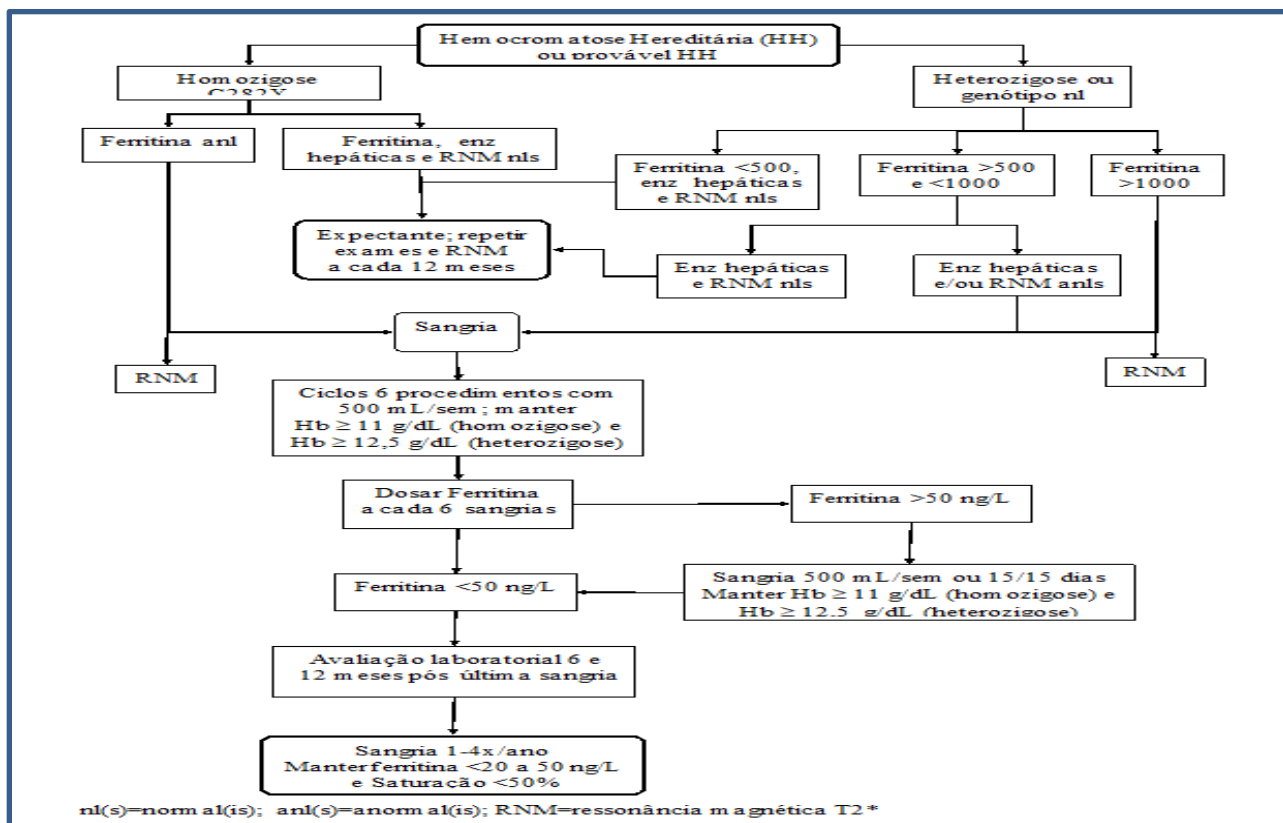 Hemocromatose Hereditária (HH)
ou provável HH
Homozigose
C282Y
Heterozigose ou
genótipo nl
Ferritina anl
Ferritina, enz
hepáticas e RNM nls
Ferritina <500,
enz hepáticas
e RNM nls
Ferritina >500
e <1000
Ferritina
>1000
Expectante; repetir
exames e RNM
a cada 12 meses
Enz hepáticas
e RNM nls
Enz hepáticas
e/ou RNM anls
Sangria
RNM
RNM
Ciclos 6 procedimentos com
500 mL/sem; manter
Hb ≥ 11 g/dL (homozigose) e
Hb ≥ 12,5 g/dL (heterozigose)
Dosar Ferritina
a cada 6 sangrias
Ferritina >50 ng/L
Ferritina <50 ng/L
Sangria 500 mL/sem ou 15/15 dias
Manter Hb ≥ 11 g/dL (homozigose) e
Hb ≥ 12.5 g/dL (heterozigose)
Avaliação laboratorial 6 e
12 meses pós última sangria
Sangria 1-4x/ano
Manter ferritina <20 a 50 ng/L
e Saturação <50%
nl(s)=normal(is); anl(s)=anormal(is); RNM=ressonância magnética T2*